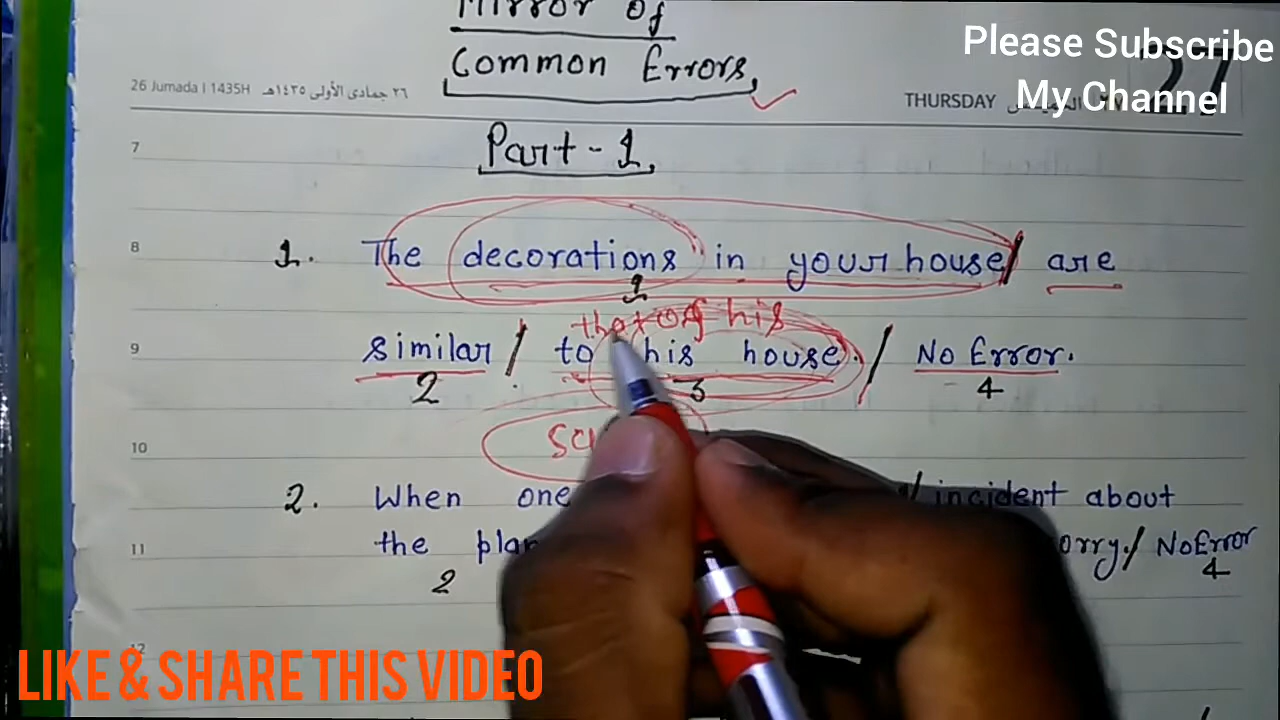 Mirror of
Please Subscribe
My Channel
Common Errors,
26 Jumada I 1435H ٢٦ جمادى الأولى ١٤٣٥هـ
THURSDAY 27
Part-1
7
8 1. The decorations in your house/ are
1
that of his
9 similar / to his house. / No Error.
2 3 4
10
2. When one / incident about
11 the orry./ No Error
2 4
12
LIKE & SHARE THIS VIDEO